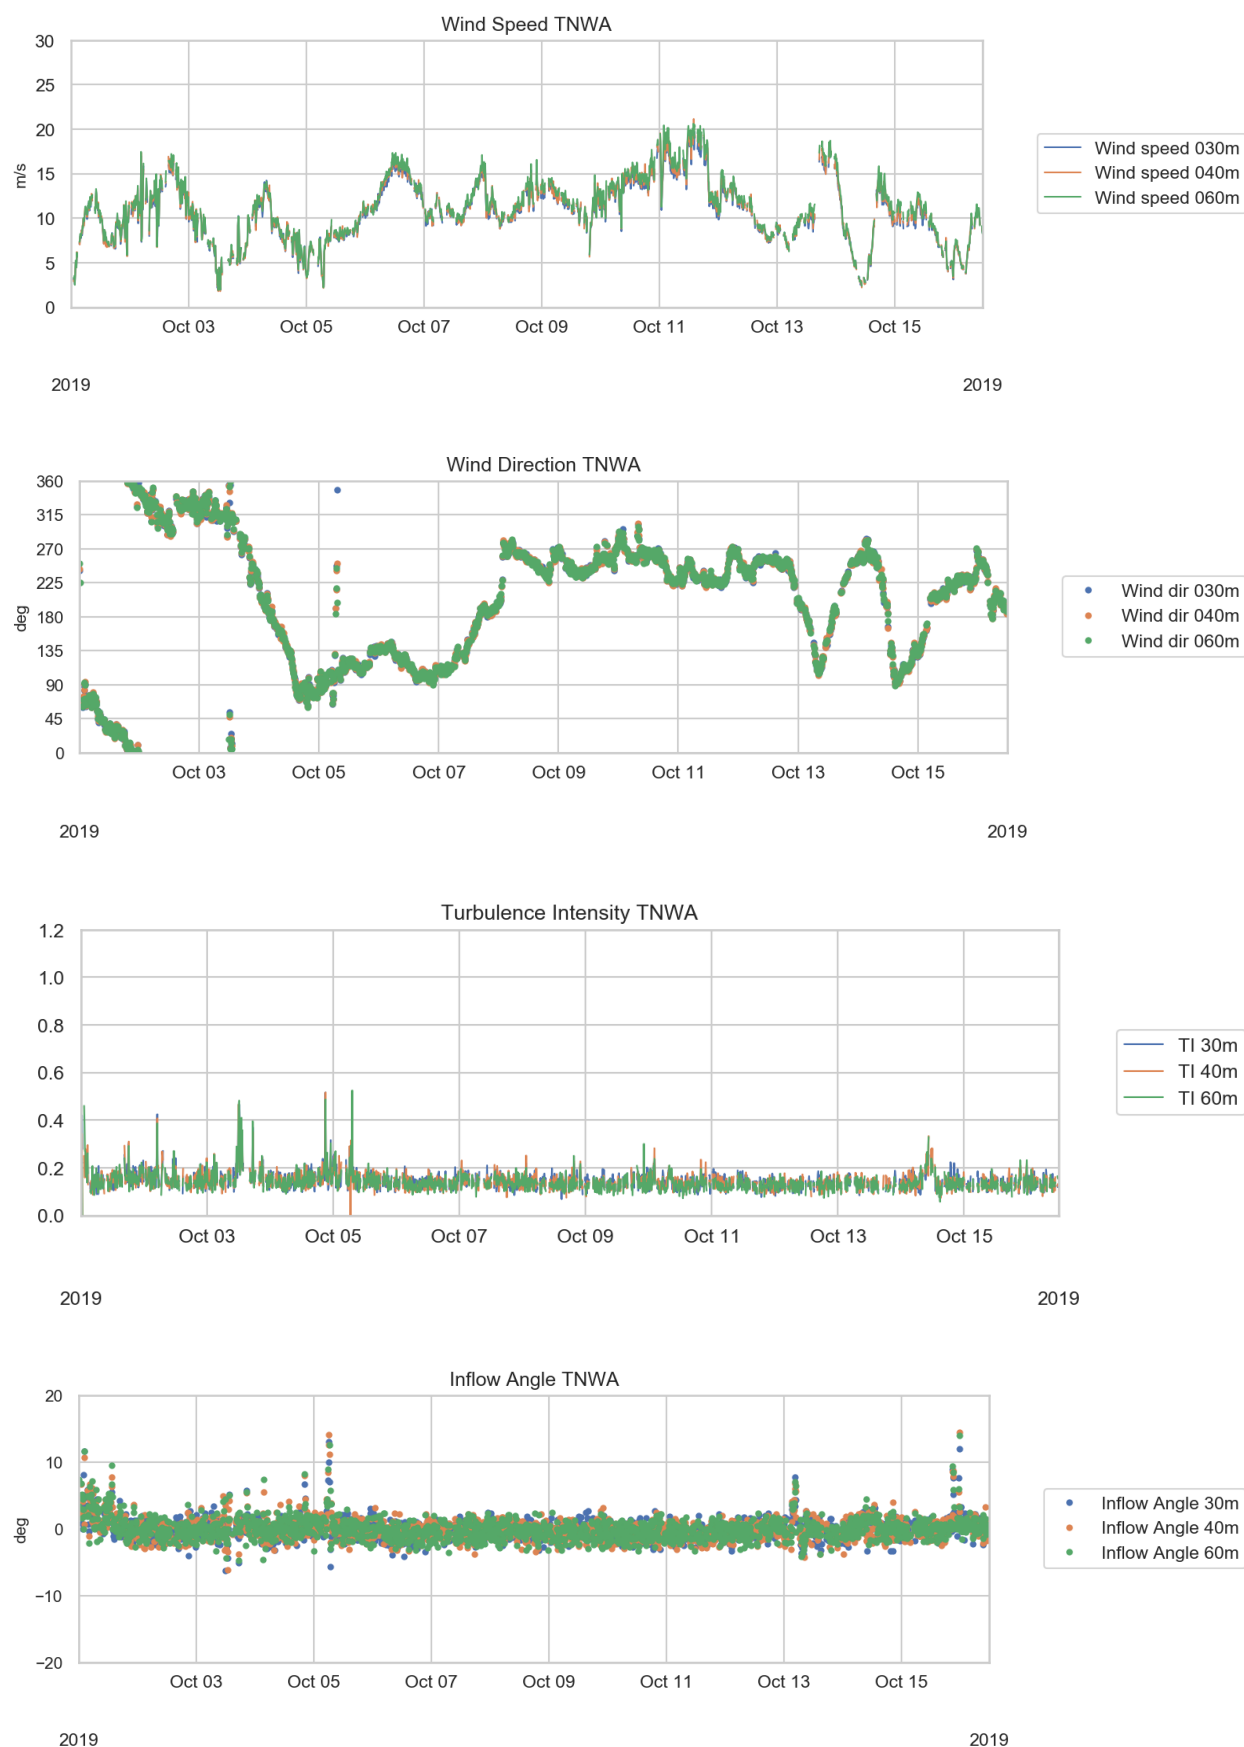 Wind Speed TNWA
30
25
20
15
10
5
0
m/s
Oct 03 Oct 05 Oct 07 Oct 09 Oct 11 Oct 13 Oct 15
2019 2019
Wind speed 030m
Wind speed 040m
Wind speed 060m
Wind Direction TNWA
360
315
270
225
180
135
90
45
0
deg
Oct 03 Oct 05 Oct 07 Oct 09 Oct 11 Oct 13 Oct 15
2019 2019
Wind dir 030m
Wind dir 040m
Wind dir 060m
Turbulence Intensity TNWA
1.2
1.0
0.8
0.6
0.4
0.2
0.0
Oct 03 Oct 05 Oct 07 Oct 09 Oct 11 Oct 13 Oct 15
2019 2019
TI 30m
TI 40m
TI 60m
Inflow Angle TNWA
20
10
0
−10
−20
deg
Oct 03 Oct 05 Oct 07 Oct 09 Oct 11 Oct 13 Oct 15
2019 2019
Inflow Angle 30m
Inflow Angle 40m
Inflow Angle 60m